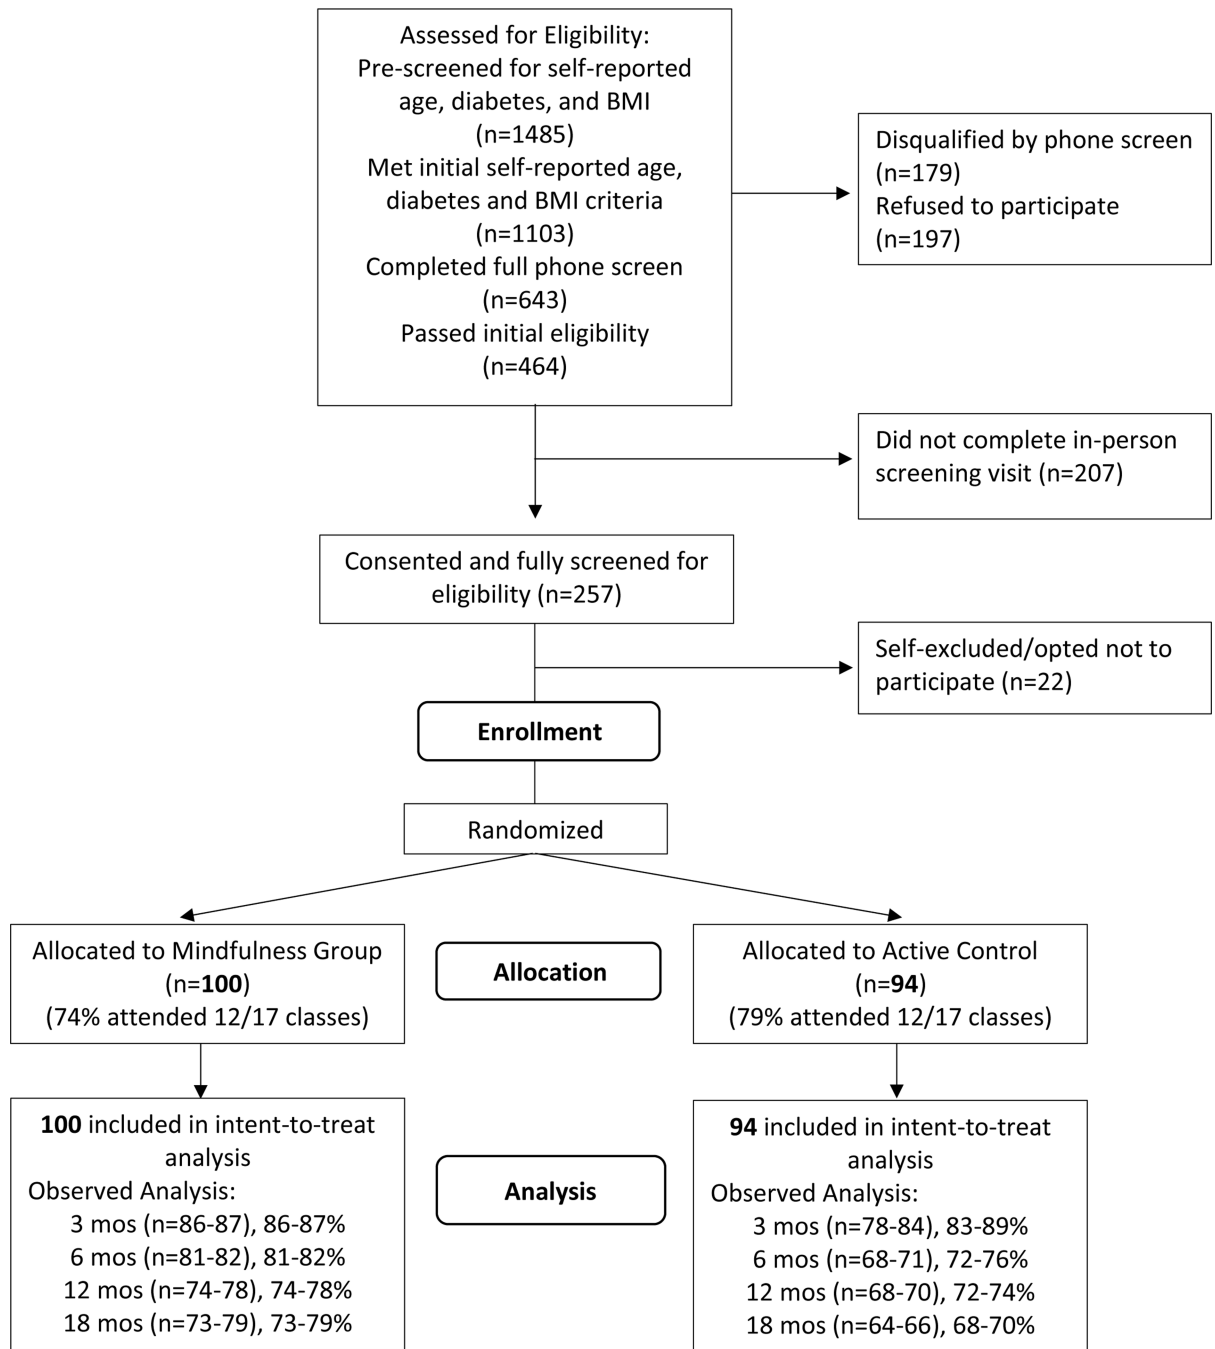 Assessed for Eligibility:
Pre-screened for self-reported
age, diabetes, and BMI
(n=1485)
Met initial self-reported age,
diabetes and BMI criteria
(n=1103)
Completed full phone screen
(n=643)
Passed initial eligibility
(n=464)
Disqualified by phone screen
(n=179)
Refused to participate
(n=197)
Did not complete in-person
screening visit (n=207)
Consented and fully screened for
eligibility (n=257)
Self-excluded/opted not to
participate (n=22)
Enrollment
Randomized
Allocated to Mindfulness Group
(n=100)
(74% attended 12/17 classes)
Allocation
Allocated to Active Control
(n=94)
(79% attended 12/17 classes)
100 included in intent-to-treat
analysis
Observed Analysis:
3 mos (n=86-87), 86-87%
6 mos (n=81-82), 81-82%
12 mos (n=74-78), 74-78%
18 mos (n=73-79), 73-79%
Analysis
94 included in intent-to-treat
analysis
Observed Analysis:
3 mos (n=78-84), 83-89%
6 mos (n=68-71), 72-76%
12 mos (n=68-70), 72-74%
18 mos (n=64-66), 68-70%